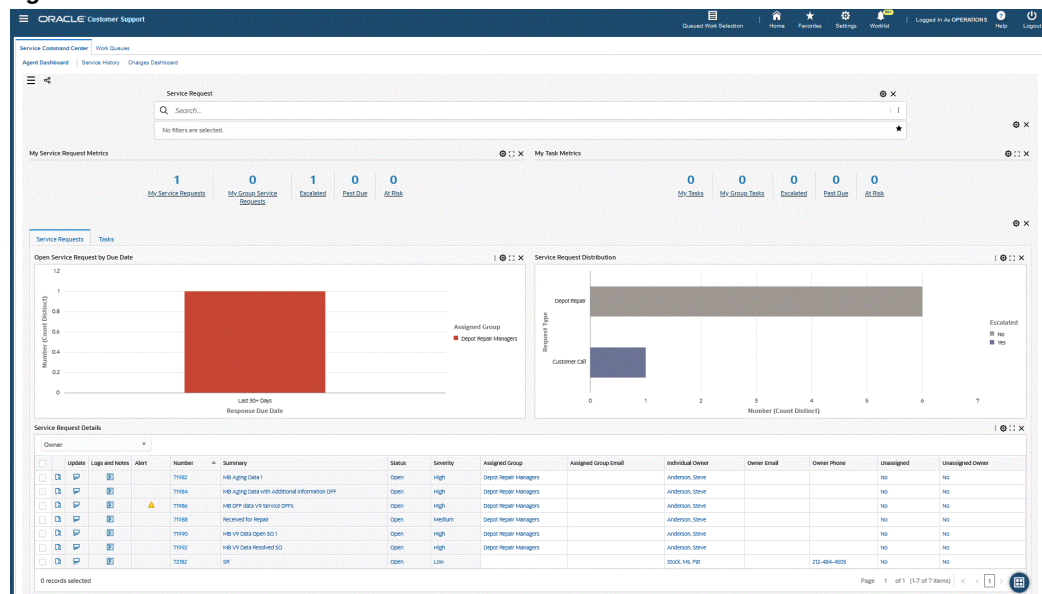 ORACLE Customer Support
Queued Work Selection
Home
Favorites
Settings
Worklist
Logged In As OPERATIONS
Help
Logout
Service Command Center Work Queues
Agent Dashboard Service History Charges Dashboard
Service Request
Search...
No filters are selected.
My Service Request Metrics
1 0 1 0 0
My Service Requests My Group Service Requests Escalated Past Due At Risk
My Task Metrics
0 0 0 0 0
My Tasks My Group Tasks Escalated Past Due At Risk
Service Requests Tasks
Open Service Request by Due Date
1.2
1
0.8
0.6
0.4
0.2
0
Number (Count Distinct)
Last 30+ Days
Response Due Date
Assigned Group
Depot Repair Managers
Service Request Distribution
Request Type
Depot Repair
Customer Call
0 1 2 3 4 5 6 7
Number (Count Distinct)
Escalated
No
Yes
Service Request Details
Owner
Update Logs and Notes Alert Number Summary Status Severity Assigned Group Assigned Group Email Individual Owner Owner Email Owner Phone Unassigned Unassigned Owner
71982 MB Aging Data 1 Open High Depot Repair Managers Anderson, Steve No No
71984 MB Aging Data with Additional Information DFF Open High Depot Repair Managers Anderson, Steve No No
71986 MB DFF data V9 Service DFFs Open High Depot Repair Managers Anderson, Steve No No
71988 Received for Repair Open Medium Depot Repair Managers Anderson, Steve No No
71990 MB V9 Data Open SO 1 Open High Depot Repair Managers Anderson, Steve No No
71992 MB V9 Data Resolved SO Open High Depot Repair Managers Anderson, Steve No No
72182 SR Open Low Stock, Ms. Pat 212-484-4505 No No
0 records selected
Page 1 of 1 (1-7 of 7 items) 1